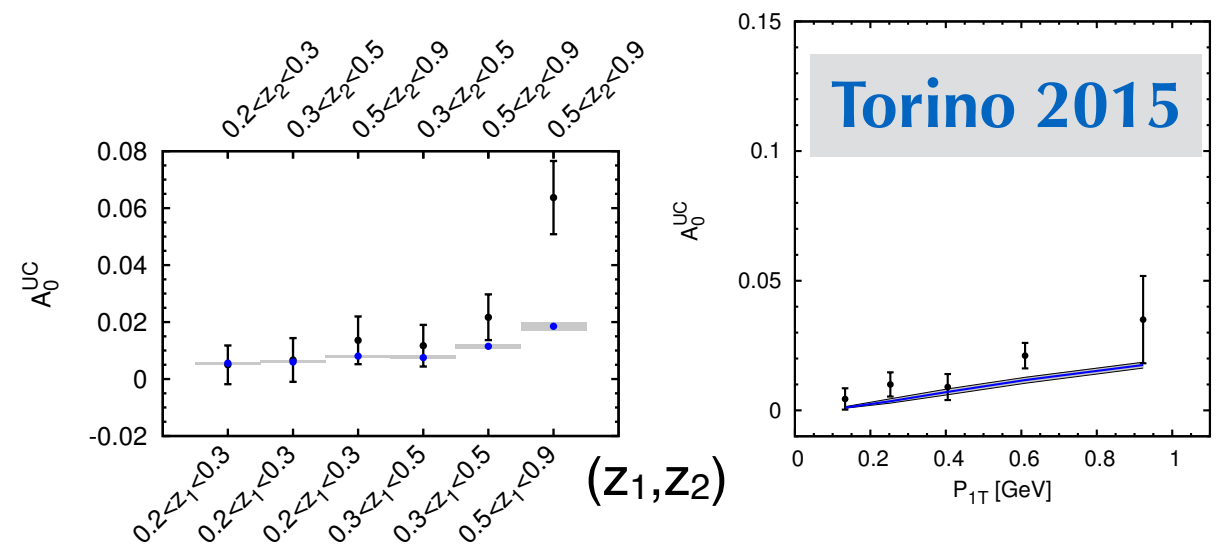 0.2<z2<0.3
0.3<z2<0.5
0.5<z2<0.9
0.3<z2<0.5
0.5<z2<0.9
0.5<z2<0.9
0.08
0.06
0.04
0.02
0
-0.02
A0UC
0.2<z1<0.3
0.2<z1<0.3
0.2<z1<0.3
0.3<z1<0.5
0.3<z1<0.5
0.5<z1<0.9
(z1,z2)
Torino 2015
0.15
0.1
0.05
0
A0UC
0
0.2
0.4
0.6
0.8
1
P1T [GeV]